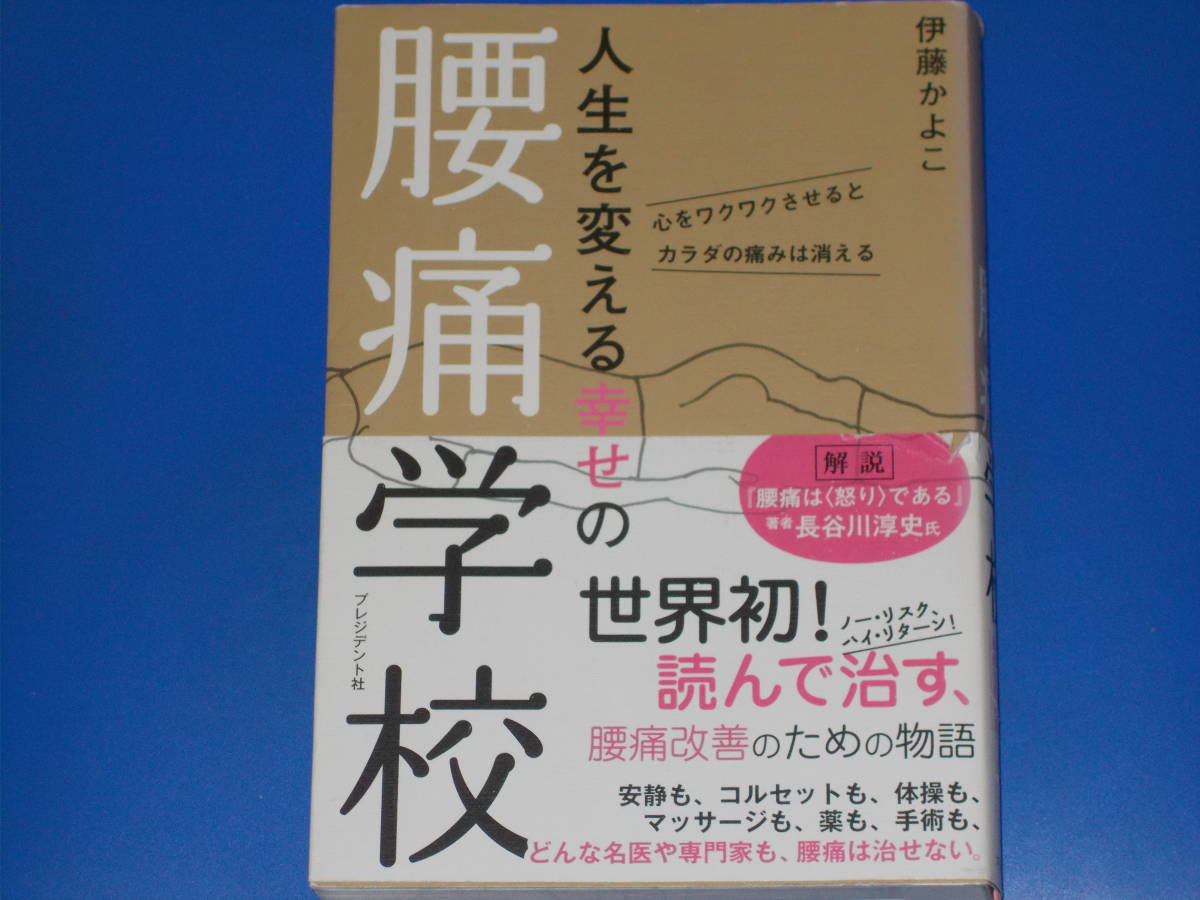 伊藤かよこ
心をワクワクさせると
カラダの痛みは消える
人生を変える幸せの
腰痛学校
プレジデント社
解説
『腰痛は〈怒り〉である』
著者 長谷川淳史氏
世界初!
ノー・リスク、
ハイ・リターン!
読んで治す、
腰痛改善のための物語
安静も、コルセットも、体操も、
マッサージも、薬も、手術も、
どんな名医や専門家も、腰痛は治せない。